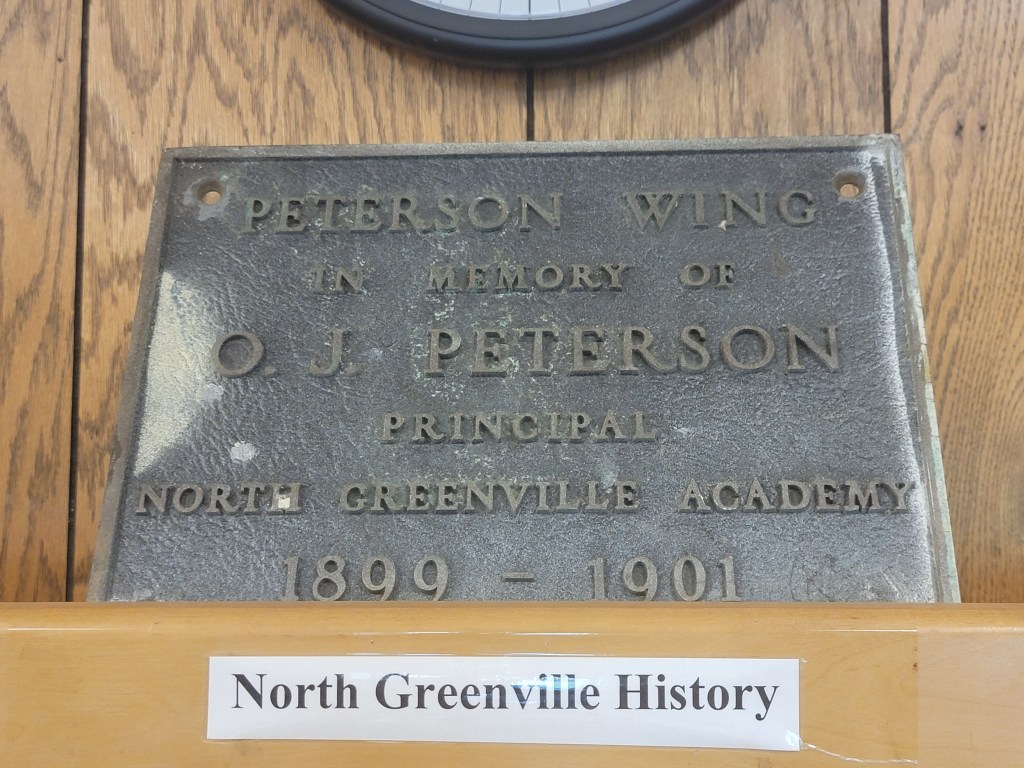 PETERSON WING
IN MEMORY OF
O. J. PETERSON
PRINCIPAL
NORTH GREENVILLE ACADEMY
1899 - 1901
North Greenville History